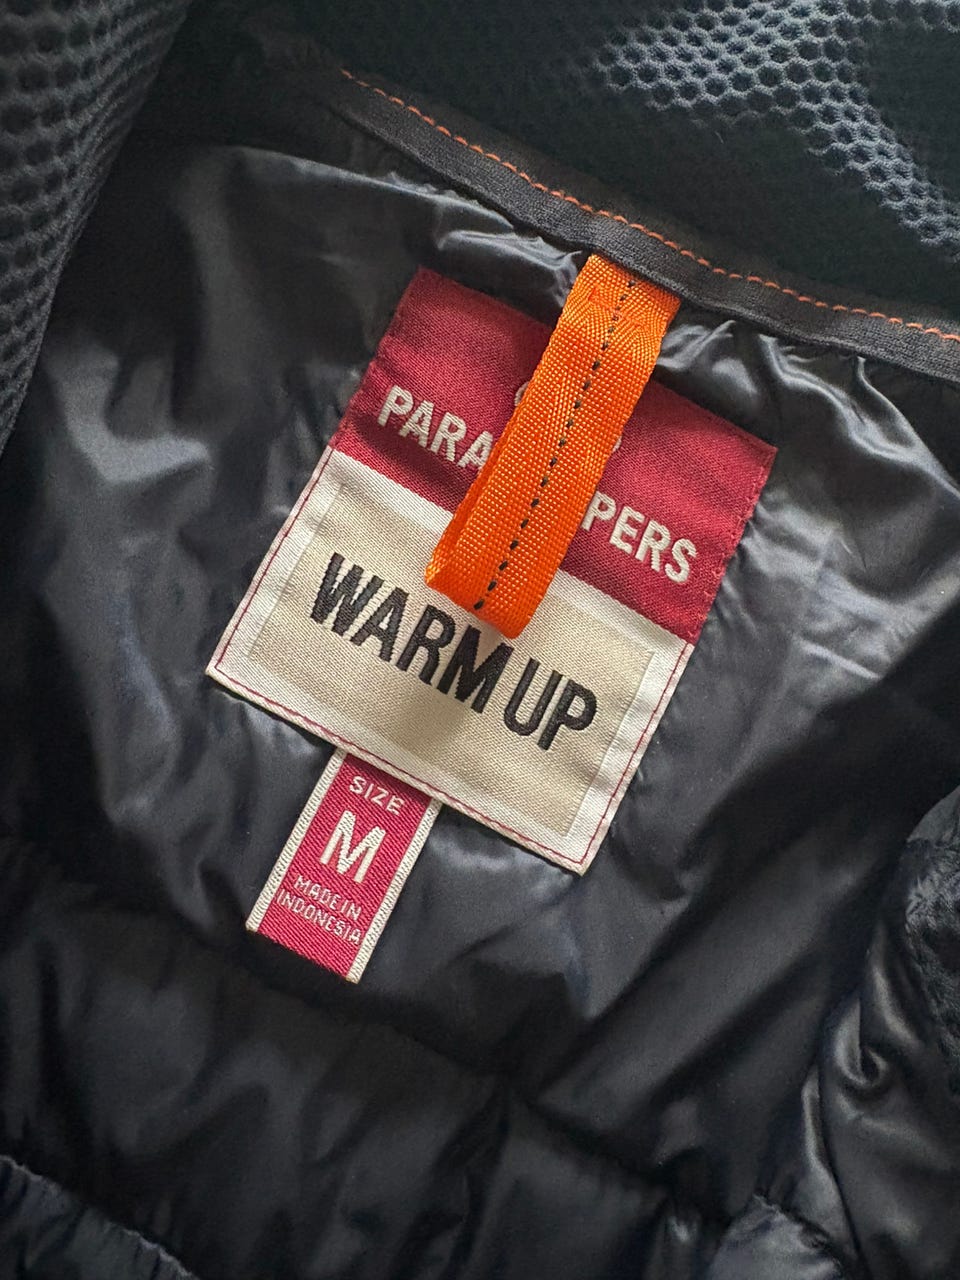 PARA PERS
WARM UP
SIZE
M
MADE IN
INDONESIA